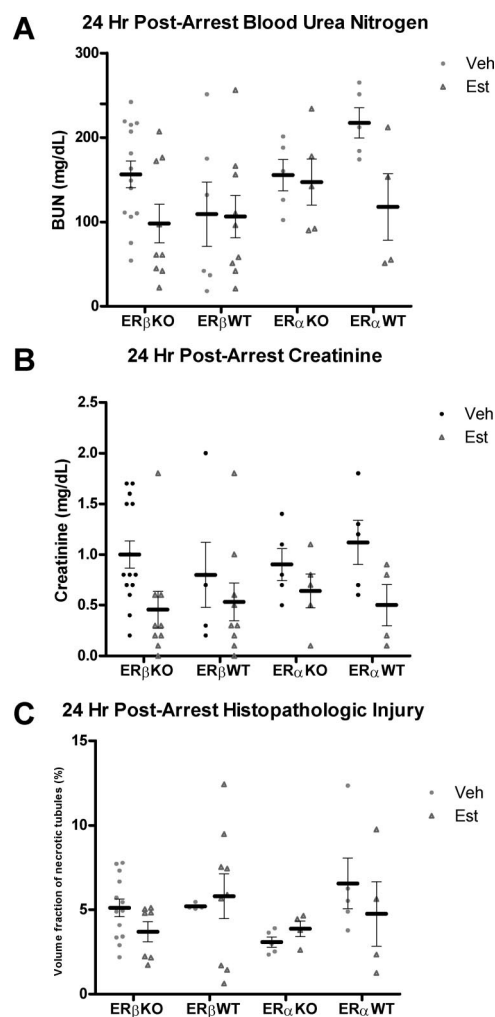 A
24 Hr Post-Arrest Blood Urea Nitrogen
Veh
Est
BUN (mg/dL)
300
200
100
0
ERβKO ERβWT ERαKO ERαWT
B
24 Hr Post-Arrest Creatinine
Veh
Est
Creatinine (mg/dL)
2.5
2.0
1.5
1.0
0.5
0.0
ERβKO ERβWT ERαKO ERαWT
C
24 Hr Post-Arrest Histopathologic Injury
Veh
Est
Volume fraction of necrotic tubules (%)
15
10
5
0
ERβKO ERβWT ERαKO ERαWT